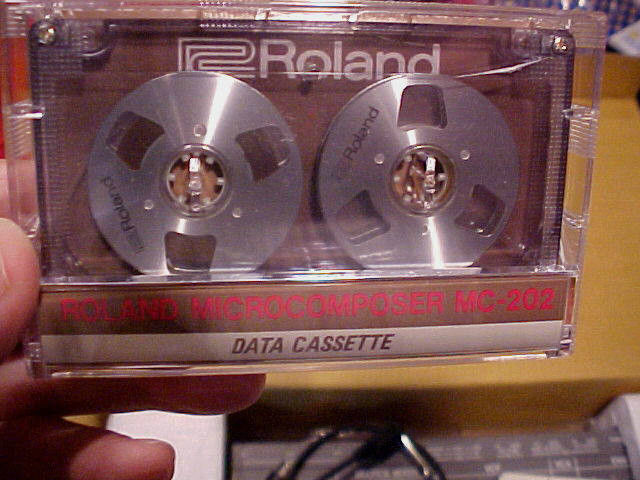 Roland
Roland
Roland
ROLAND MICROCOMPOSER MC-202
DATA CASSETTE